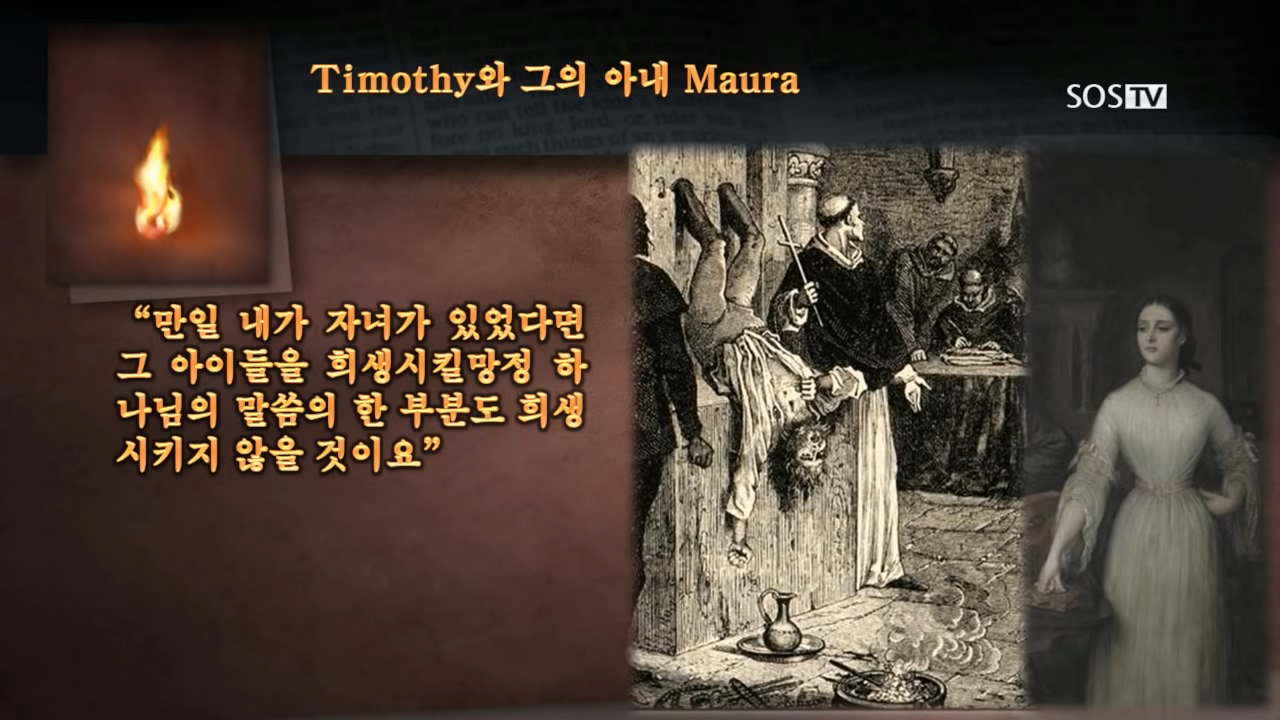 Timothy와 그의 아내 Maura
SOSTV
“만일 내가 자녀가 있었다면
그 아이들을 희생시킬망정 하
나님의 말씀의 한 부분도 희생
시키지 않을 것이요”